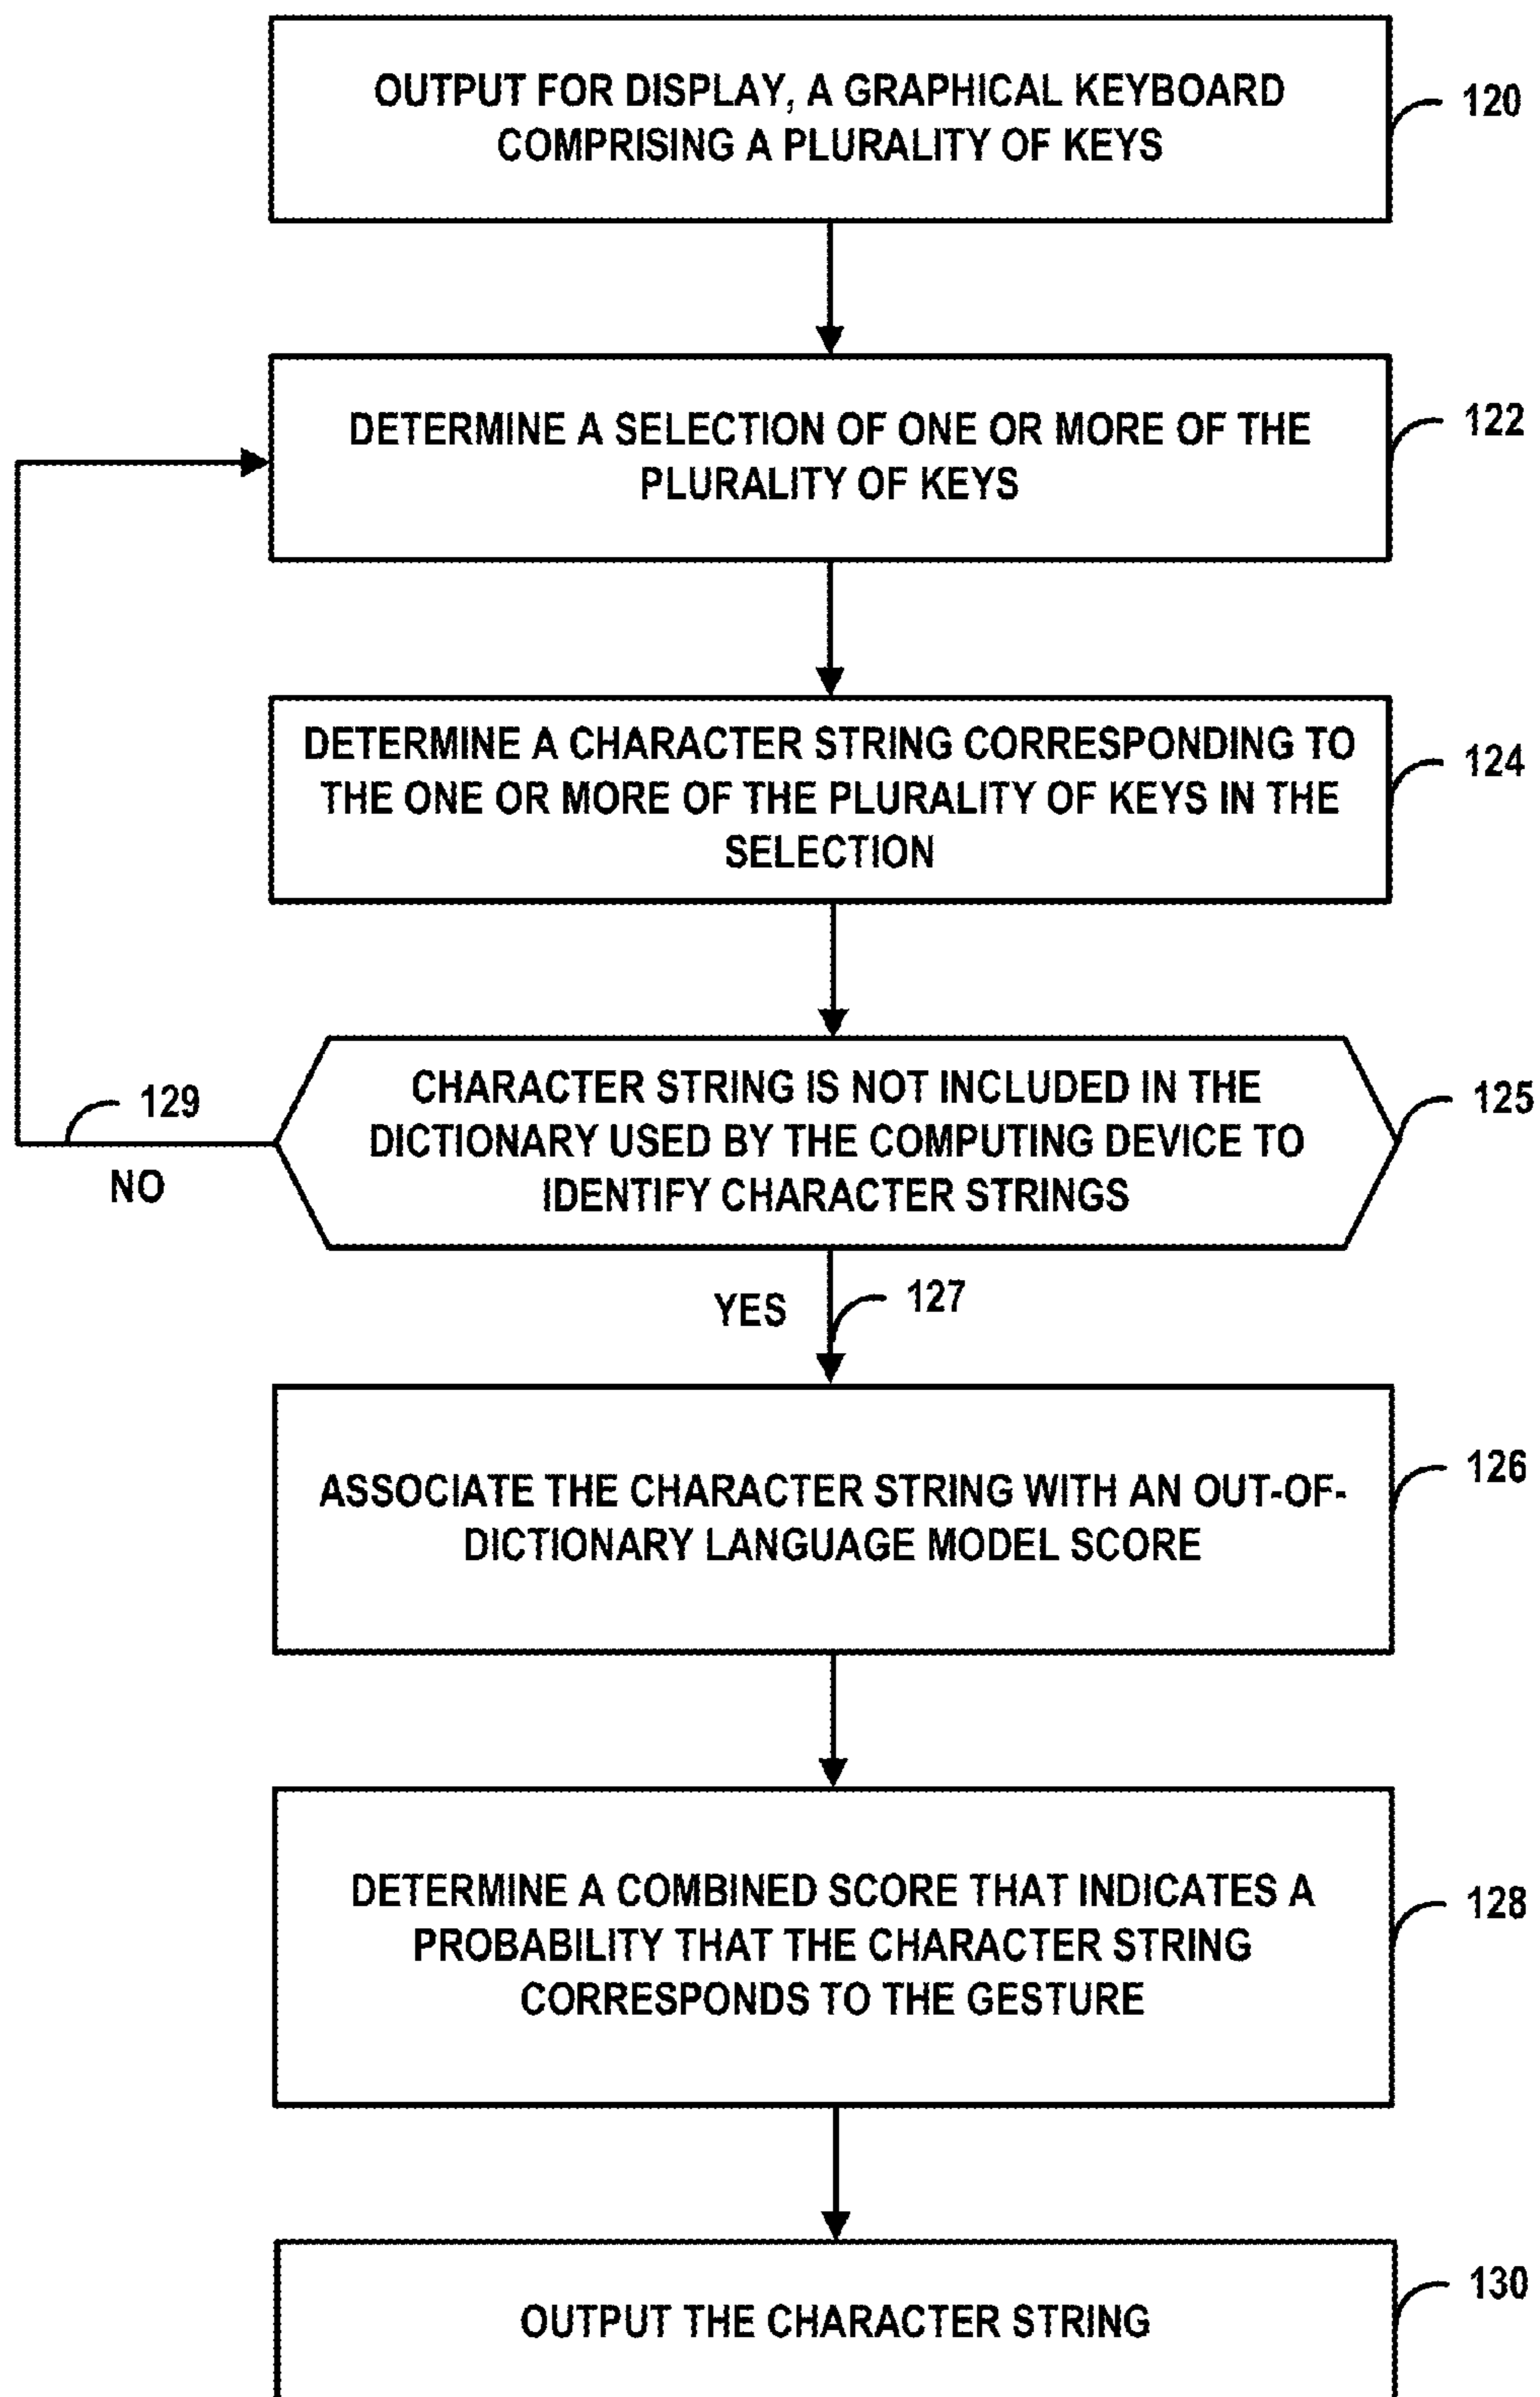 OUTPUT FOR DISPLAY, A GRAPHICAL KEYBOARD
COMPRISING A PLURALITY OF KEYS
120
DETERMINE A SELECTION OF ONE OR MORE OF THE
PLURALITY OF KEYS
122
DETERMINE A CHARACTER STRING CORRESPONDING TO
THE ONE OR MORE OF THE PLURALITY OF KEYS IN THE
SELECTION
124
CHARACTER STRING IS NOT INCLUDED IN THE
DICTIONARY USED BY THE COMPUTING DEVICE TO
IDENTIFY CHARACTER STRINGS
125
129
NO
YES
127
ASSOCIATE THE CHARACTER STRING WITH AN OUT-OF-
DICTIONARY LANGUAGE MODEL SCORE
126
DETERMINE A COMBINED SCORE THAT INDICATES A
PROBABILITY THAT THE CHARACTER STRING
CORRESPONDS TO THE GESTURE
128
OUTPUT THE CHARACTER STRING
130